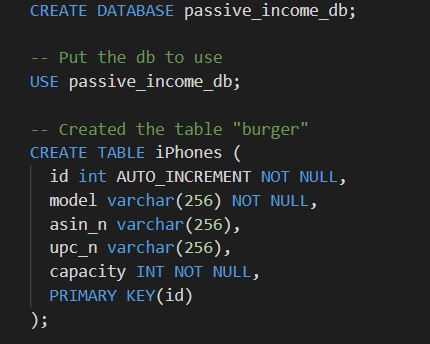 CREATE DATABASE passive_income_db;
-- Put the db to use
USE passive_income_db;
-- Created the table "burger"
CREATE TABLE iPhones (
id int AUTO_INCREMENT NOT NULL,
model varchar(256) NOT NULL,
asin_n varchar(256),
upc_n varchar(256),
capacity INT NOT NULL,
PRIMARY KEY(id)
);